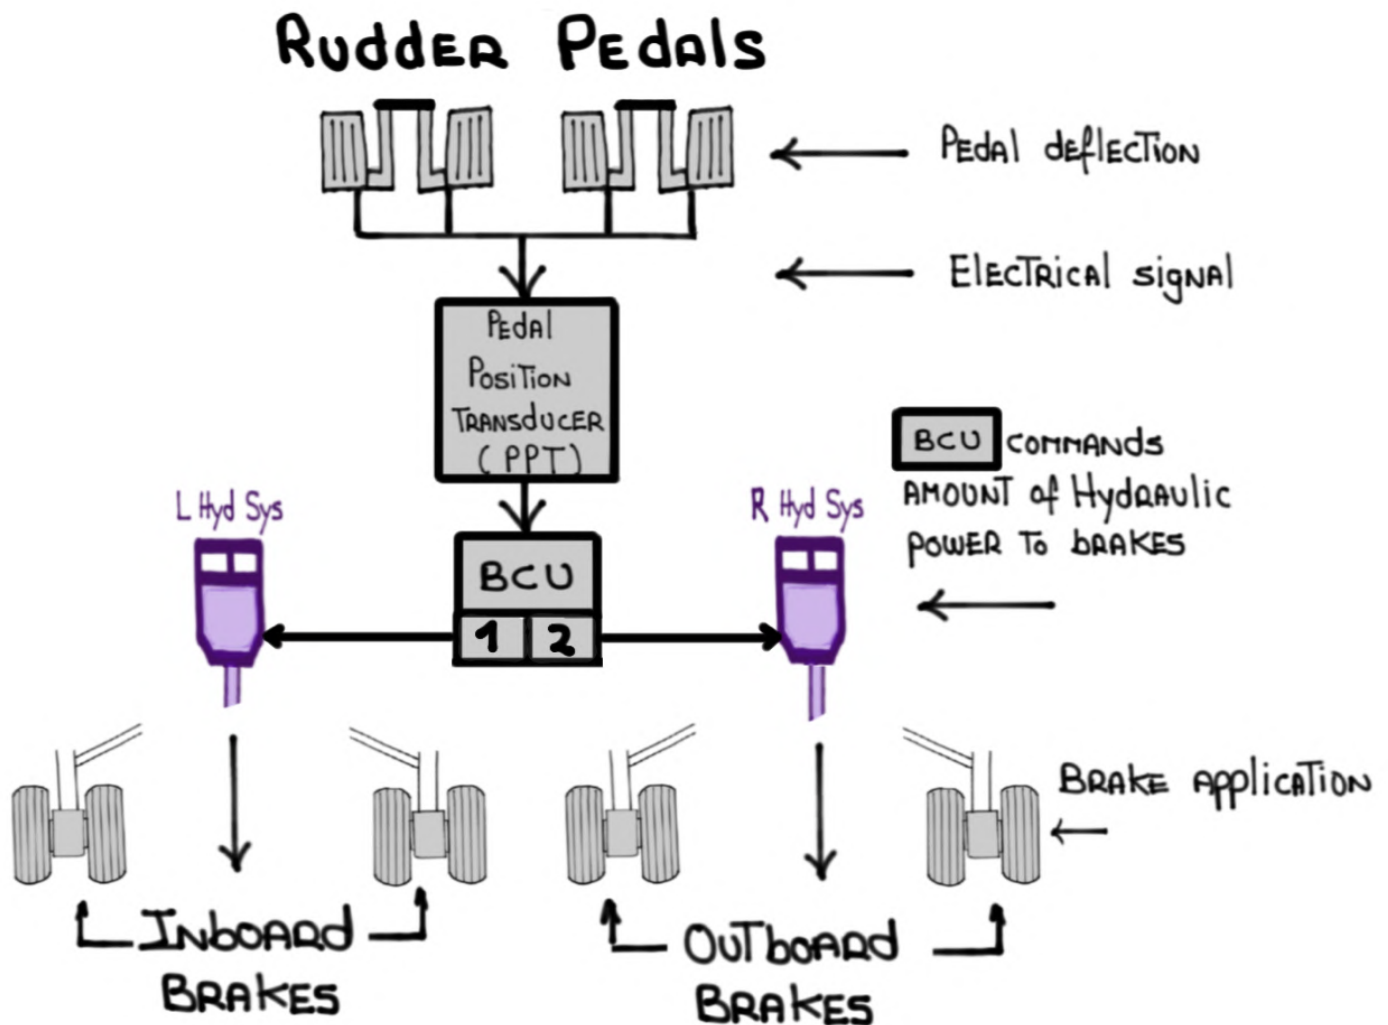 Rudder Pedals
Pedal deflection
Electrical signal
Pedal
Position
Transducer
(PPT)
BCU commands
amount of Hydraulic
power to brakes
L Hyd Sys
R Hyd Sys
BCU
1 2
Brake application
Inboard
Brakes
Outboard
Brakes